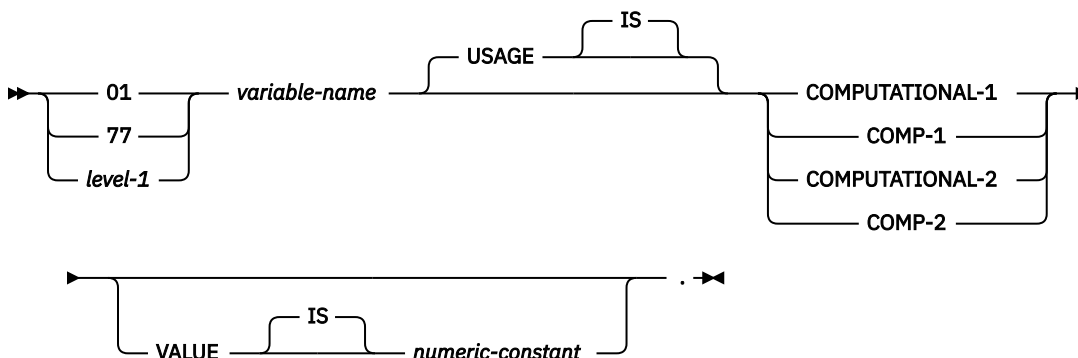 IS
USAGE
01 variable-name COMPUTATIONAL-1
77 COMP-1
level-1 COMPUTATIONAL-2
COMP-2
.
IS
VALUE numeric-constant